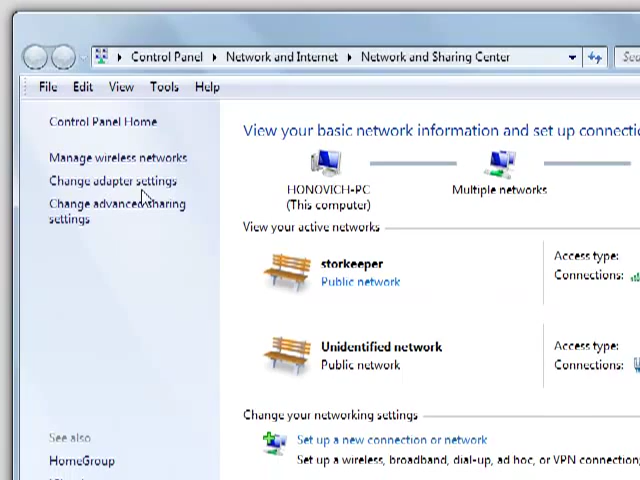 Control Panel
Network and Internet
Network and Sharing Center
File Edit View Tools Help
Control Panel Home
Manage wireless networks
Change adapter settings
Change advanced sharing
settings
See also
HomeGroup
View your basic network information and set up connecti
HONOVICH-PC
(This computer)
Multiple networks
View your active networks
storkeeper
Public network
Access type:
Connections:
Unidentified network
Public network
Access type:
Connections:
Change your networking settings
Set up a new connection or network
Set up a wireless, broadband, dial-up, ad hoc, or VPN connection;